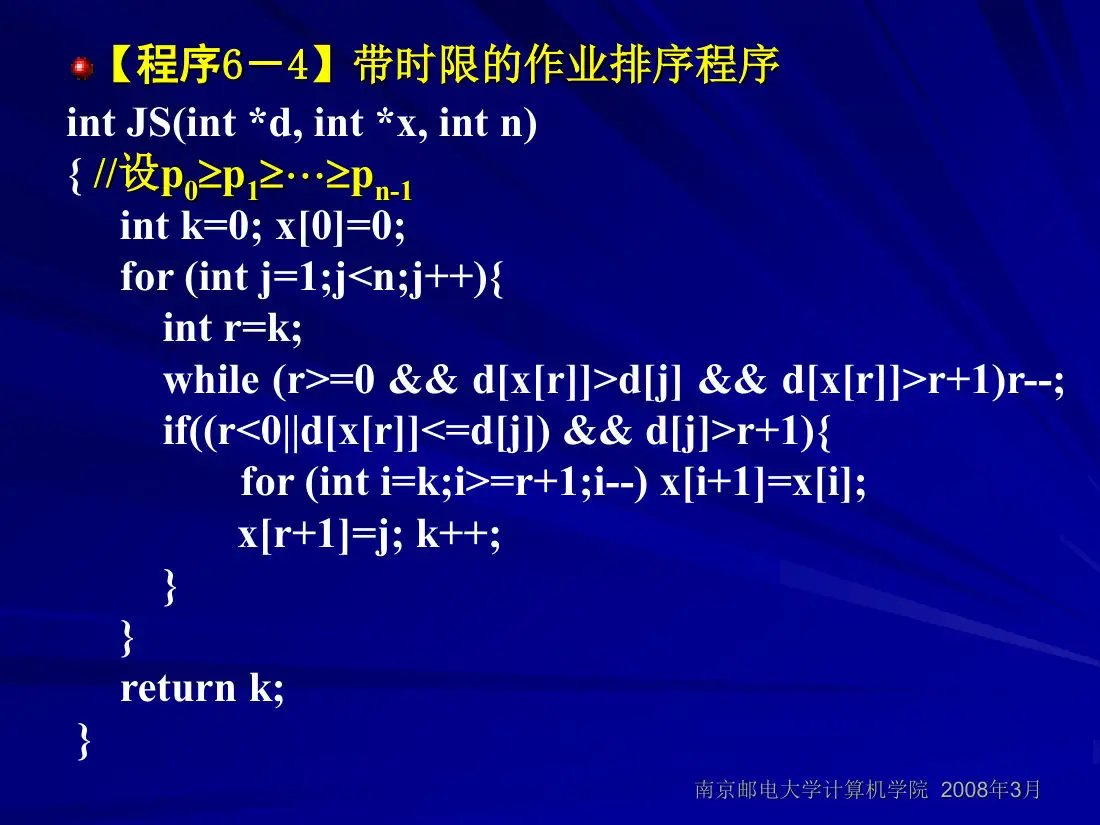 【程序6－4】带时限的作业排序程序
int JS(int *d, int *x, int n)
{ //设p0≥p1≥···≥pn-1
int k=0; x[0]=0;
for (int j=1;j<n;j++){
int r=k;
while (r>=0 && d[x[r]]>d[j] && d[x[r]]>r+1)r--;
if((r<0||d[x[r]]<=d[j]) && d[j]>r+1){
for (int i=k;i>=r+1;i--) x[i+1]=x[i];
x[r+1]=j; k++;
}
}
return k;
}
南京邮电大学计算机学院 2008年3月